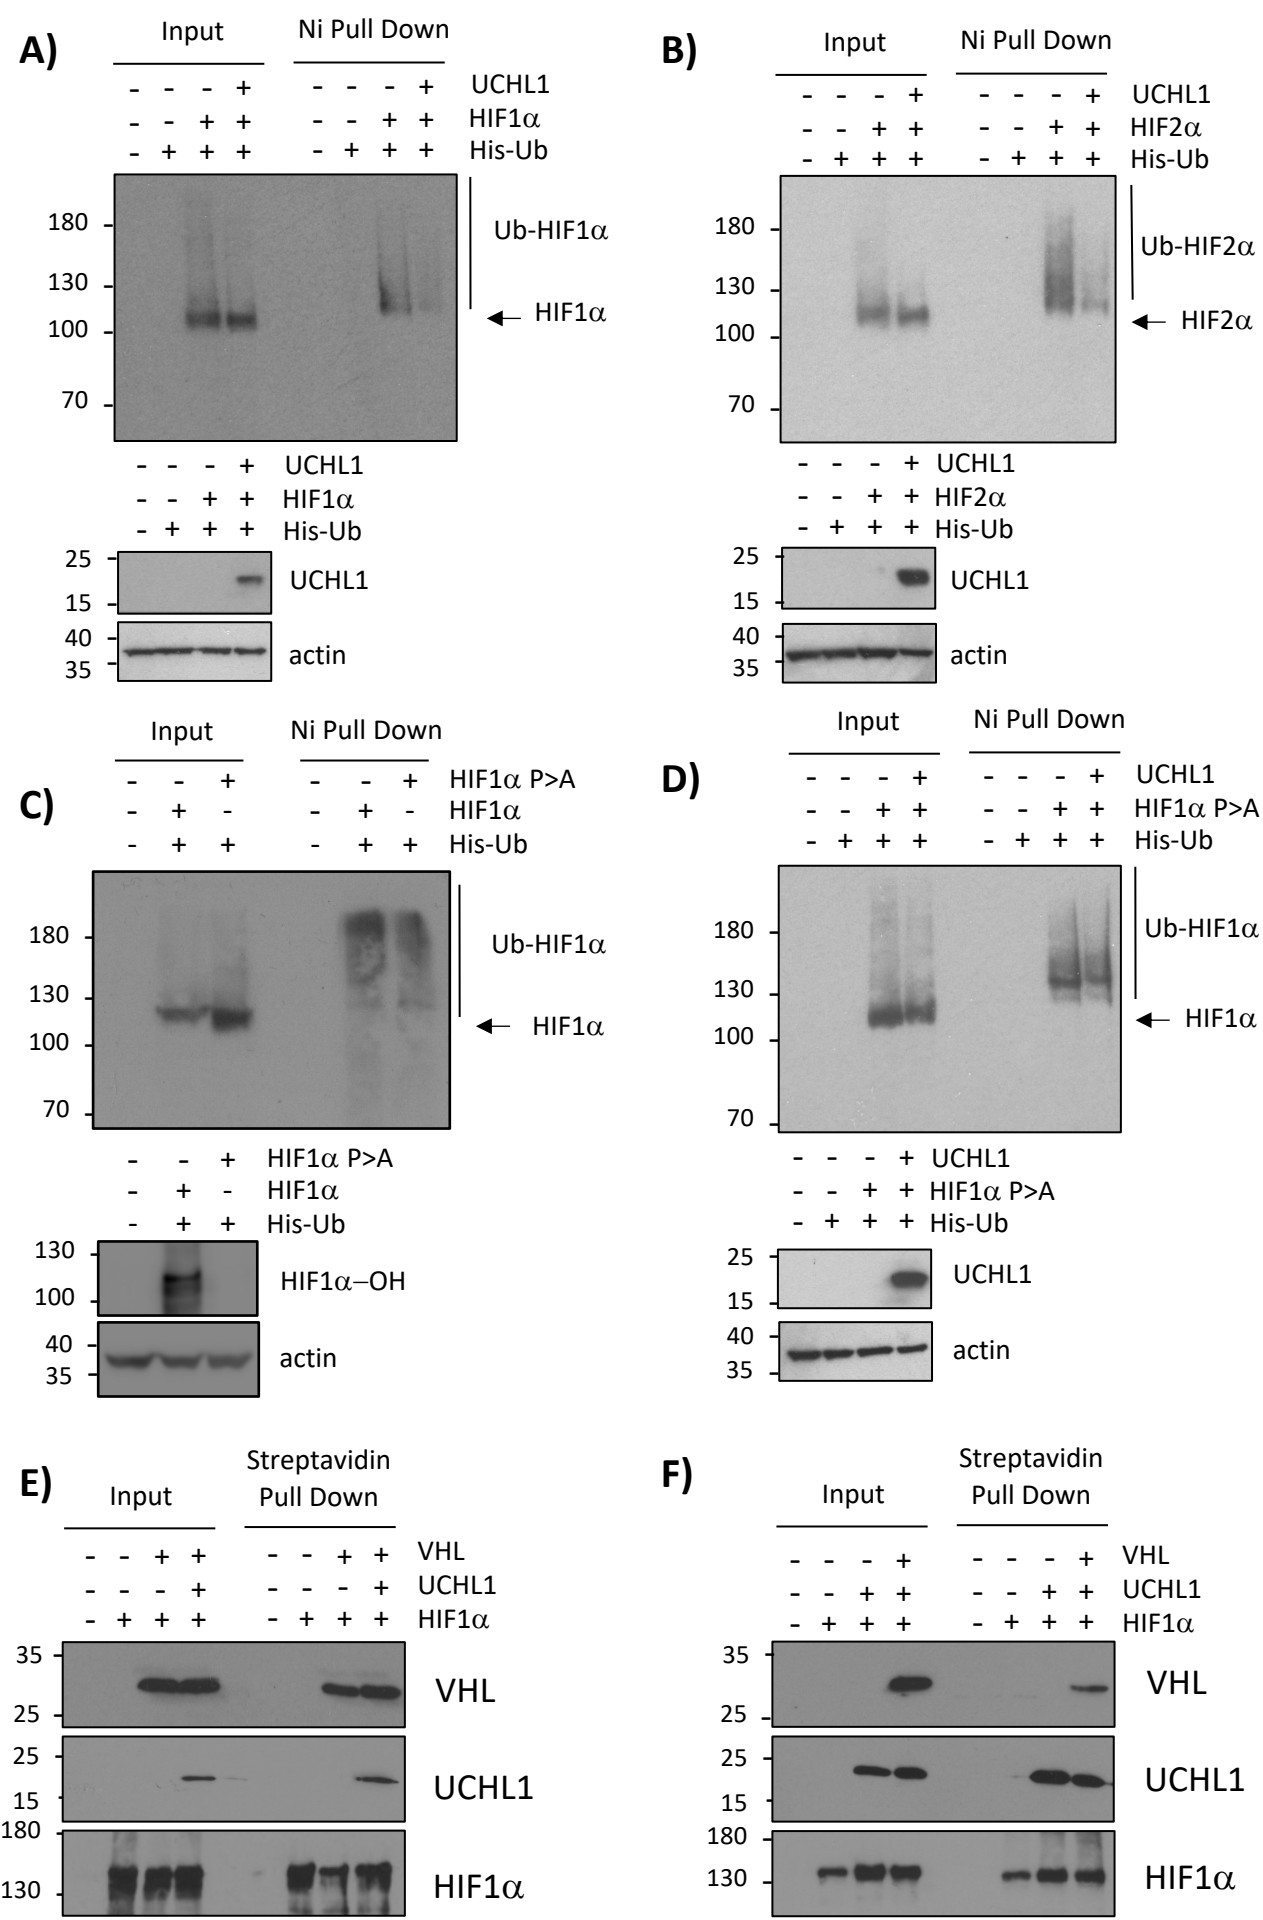 A)
Input Ni Pull Down
- - - + - - - + UCHL1
- - + + - - + + HIF1α
- + + + - + + + His-Ub
180
130
100
70
Ub-HIF1α
HIF1α
- - - + UCHL1
- - + + HIF1α
- + + + His-Ub
25
15
UCHL1
40
35
actin
B)
Input Ni Pull Down
- - - + - - - + UCHL1
- - + + - - + + HIF2α
- + + + - + + + His-Ub
180
130
100
70
Ub-HIF2α
HIF2α
- - - + UCHL1
- - + + HIF2α
- + + + His-Ub
25
15
UCHL1
40
35
actin
C)
Input Ni Pull Down
- - + - - + HIF1α P>A
- + - - + - HIF1α
- + + - + + His-Ub
180
130
100
70
Ub-HIF1α
HIF1α
- - + HIF1α P>A
- + - HIF1α
- + + His-Ub
130
100
HIF1α–OH
40
35
actin
D)
Input Ni Pull Down
- - - + - - - + UCHL1
- - + + - - + + HIF1α P>A
- + + + - + + + His-Ub
180
130
100
70
Ub-HIF1α
HIF1α
- - - + UCHL1
- - + + HIF1α P>A
- + + + His-Ub
25
15
UCHL1
40
35
actin
E)
Input
Streptavidin
Pull Down
- - + + - - + + VHL
- - - + - - - + UCHL1
- + + + - + + + HIF1α
35
25
VHL
25
15
UCHL1
180
130
HIF1α
F)
Input
Streptavidin
Pull Down
- - - + - - - + VHL
- - + + - - + + UCHL1
- + + + - + + + HIF1α
35
25
VHL
25
15
UCHL1
180
130
HIF1α